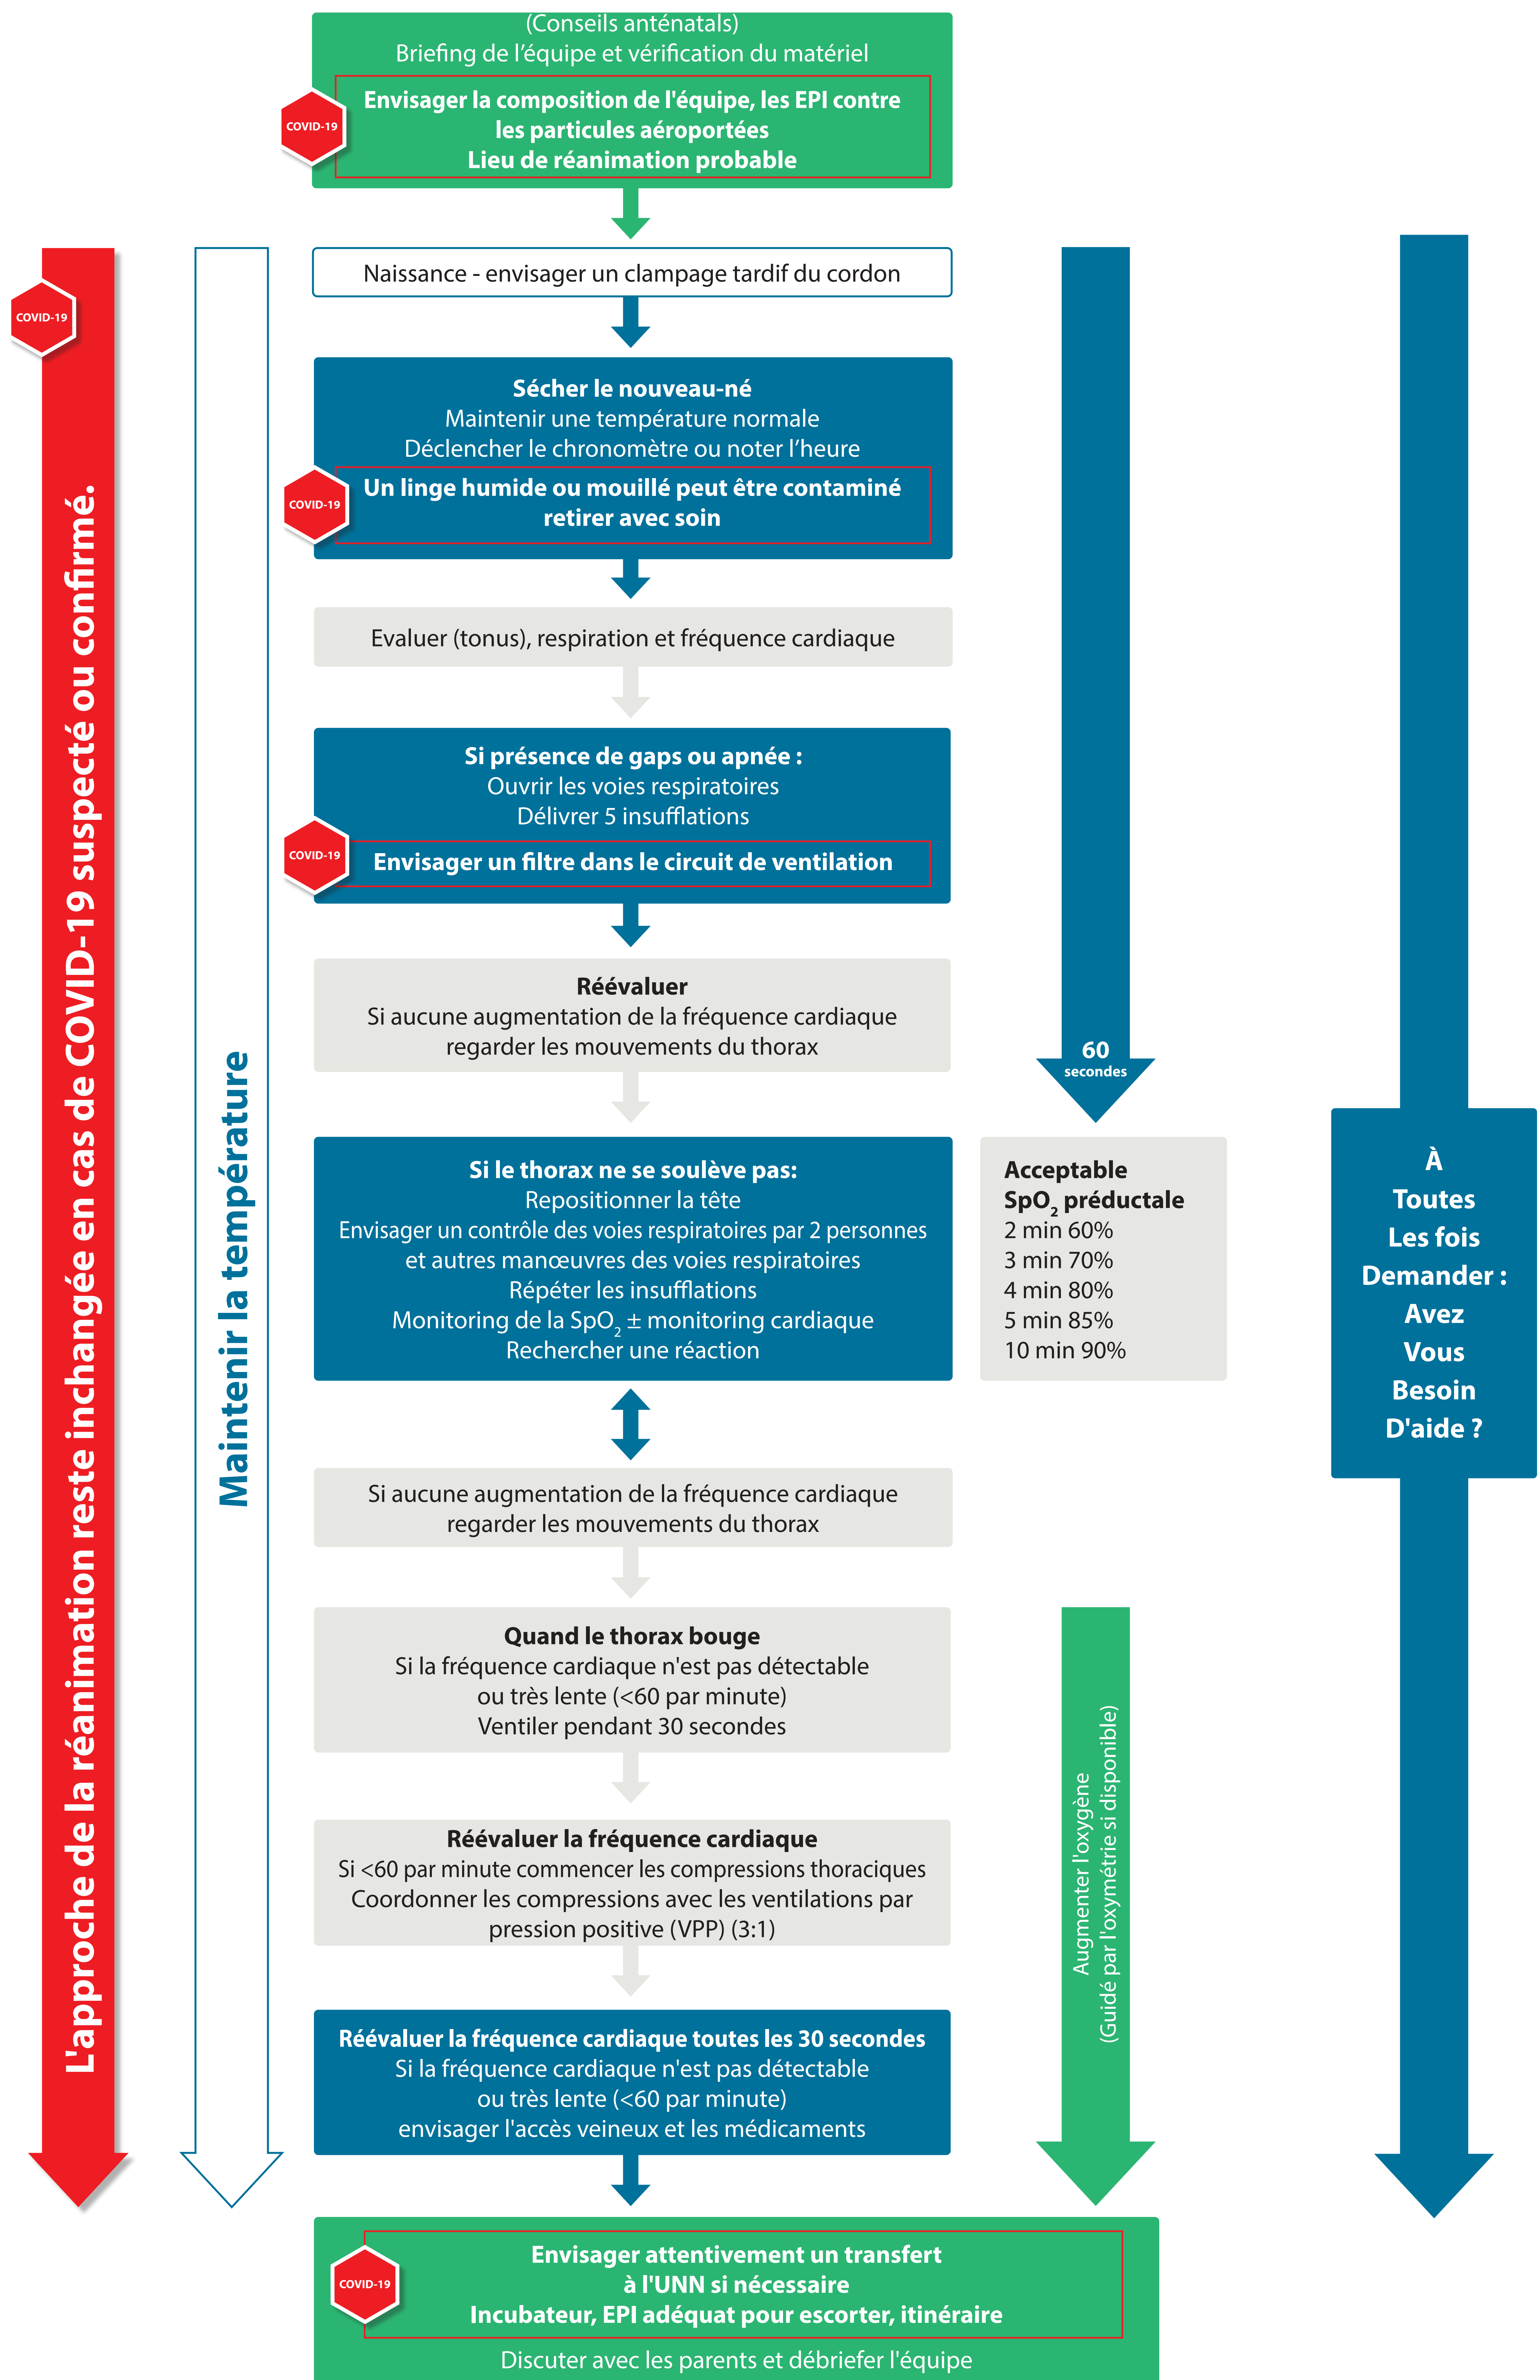 (Conseils anténatals)
Briefing de l’équipe et vérification du matériel
COVID-19
Envisager la composition de l'équipe, les EPI contre
les particules aéroportées
Lieu de réanimation probable
COVID-19
L'approche de la réanimation reste inchangée en cas de COVID-19 suspecté ou confirmé.
Maintenir la température
Naissance - envisager un clampage tardif du cordon
Sécher le nouveau-né
Maintenir une température normale
Déclencher le chronomètre ou noter l’heure
COVID-19
Un linge humide ou mouillé peut être contaminé
retirer avec soin
Evaluer (tonus), respiration et fréquence cardiaque
Si présence de gaps ou apnée :
Ouvrir les voies respiratoires
Délivrer 5 insufflations
COVID-19
Envisager un filtre dans le circuit de ventilation
Réévaluer
Si aucune augmentation de la fréquence cardiaque
regarder les mouvements du thorax
60
secondes
Si le thorax ne se soulève pas:
Repositionner la tête
Envisager un contrôle des voies respiratoires par 2 personnes
et autres manœuvres des voies respiratoires
Répéter les insufflations
Monitoring de la SpO2 ± monitoring cardiaque
Rechercher une réaction
Acceptable
SpO2 préductale
2 min 60%
3 min 70%
4 min 80%
5 min 85%
10 min 90%
À
Toutes
Les fois
Demander :
Avez
Vous
Besoin
D'aide ?
Si aucune augmentation de la fréquence cardiaque
regarder les mouvements du thorax
Quand le thorax bouge
Si la fréquence cardiaque n'est pas détectable
ou très lente (<60 par minute)
Ventiler pendant 30 secondes
Réévaluer la fréquence cardiaque
Si <60 par minute commencer les compressions thoraciques
Coordonner les compressions avec les ventilations par
pression positive (VPP) (3:1)
Augmenter l'oxygène
(Guidé par l'oxymétrie si disponible)
Réévaluer la fréquence cardiaque toutes les 30 secondes
Si la fréquence cardiaque n'est pas détectable
ou très lente (<60 par minute)
envisager l'accès veineux et les médicaments
COVID-19
Envisager attentivement un transfert
à l'UNN si nécessaire
Incubateur, EPI adéquat pour escorter, itinéraire
Discuter avec les parents et débriefer l'équipe